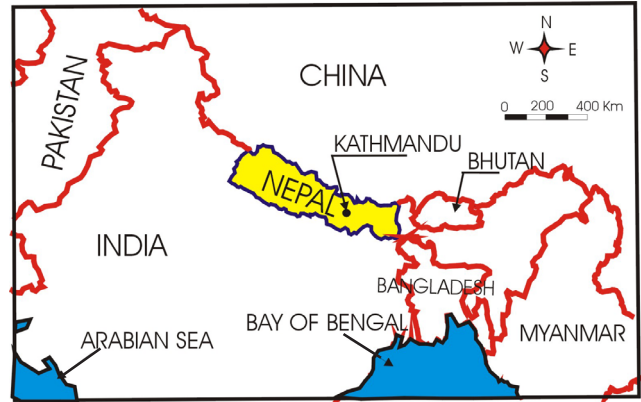 N
W E
S
CHINA
0 200 400 Km
PAKISTAN
KATHMANDU
BHUTAN
NEPAL
INDIA
BANGLADESH
BAY OF BENGAL
MYANMAR
ARABIAN SEA